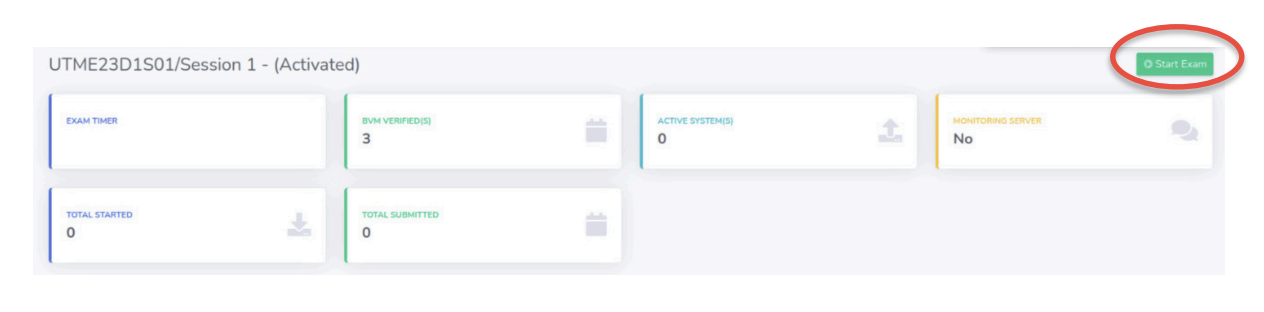 UTME23D1S01/Session 1 - (Activated)
Start Exam
EXAM TIMER
BVM VERIFIED(S)
3
ACTIVE SYSTEM(S)
0
MONITORING SERVER
No
TOTAL STARTED
0
TOTAL SUBMITTED
0